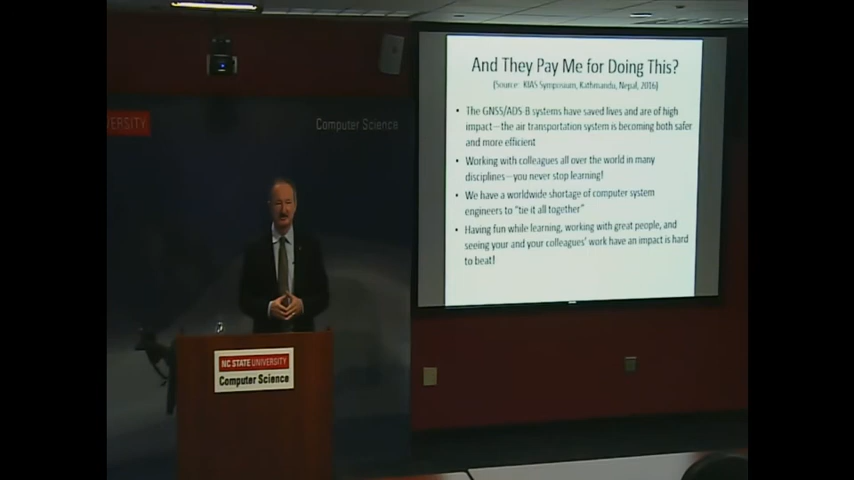 And They Pay Me for Doing This?
(Source: KIAS Symposium, Kathmandu, Nepal, 2016)
• The GNSS/ADS-B systems have saved lives and are of high
impact—the air transportation system is becoming both safer
and more efficient
• Working with colleagues all over the world in many
disciplines—you never stop learning!
• We have a worldwide shortage of computer system
engineers to "tie it all together"
• Having fun while learning, working with great people, and
seeing your and your colleagues' work have an impact is hard
to beat!
ERSITY
Computer Science
NC STATE UNIVERSITY
Computer Science